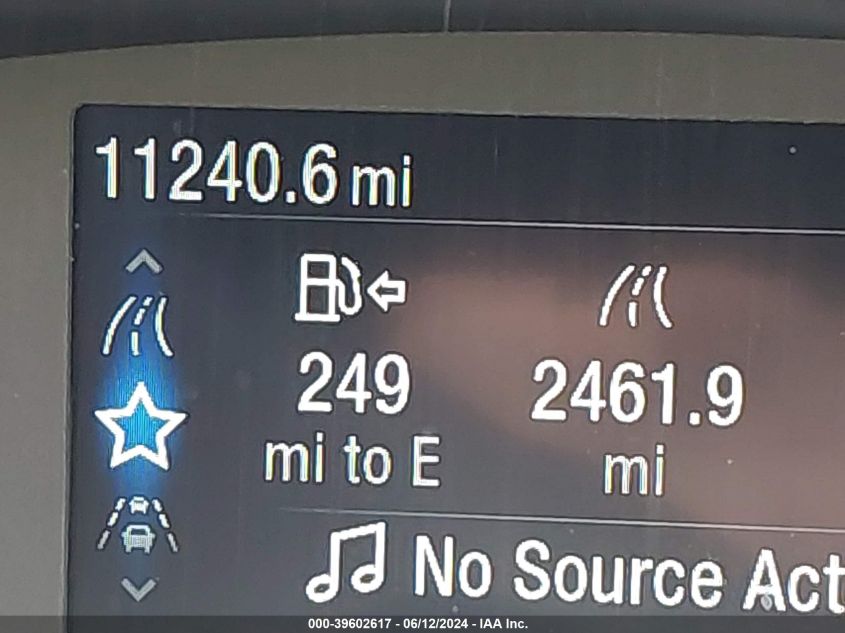 11240.6 mi
249
mi to E
2461.9
mi
No Source Act
000-39602617 - 06/12/2024 - IAA Inc.